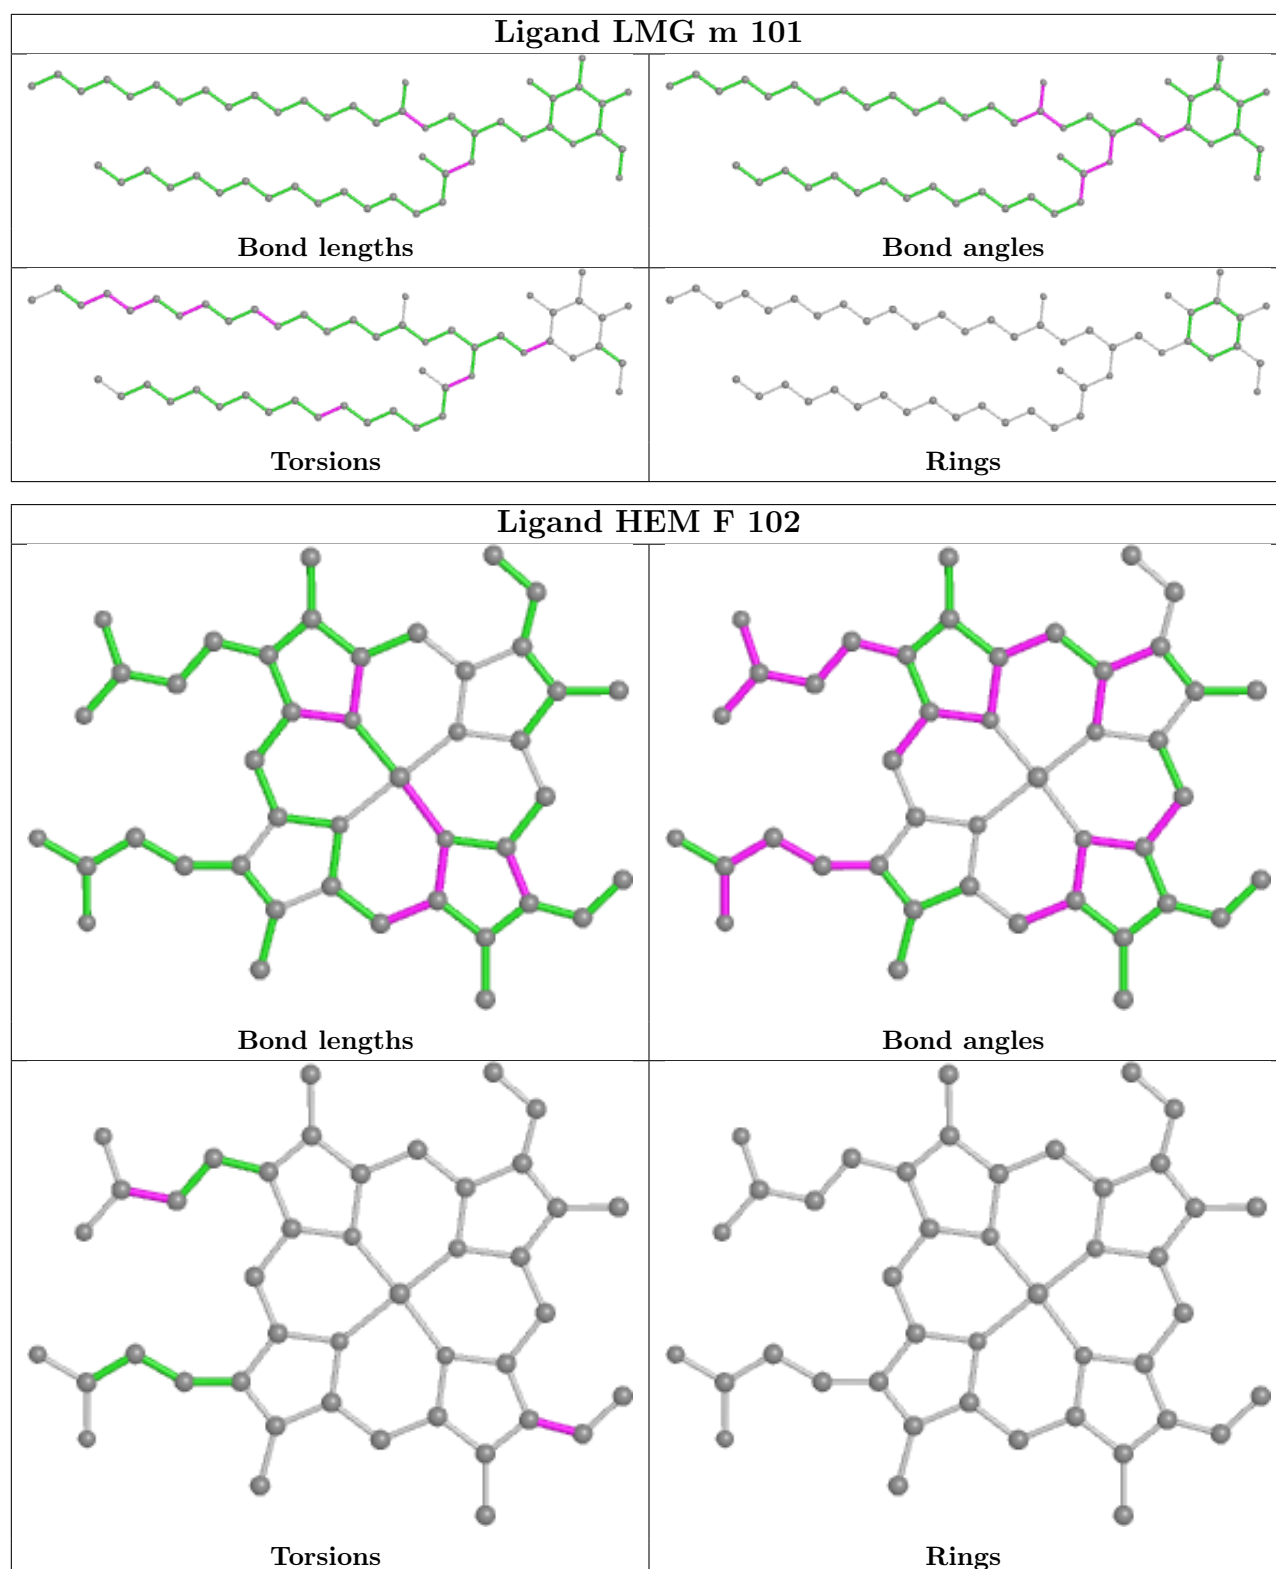 Ligand LMG m 101
Bond lengths
Bond angles
Torsions
Rings
Ligand HEM F 102
Bond lengths
Bond angles
Torsions
Rings